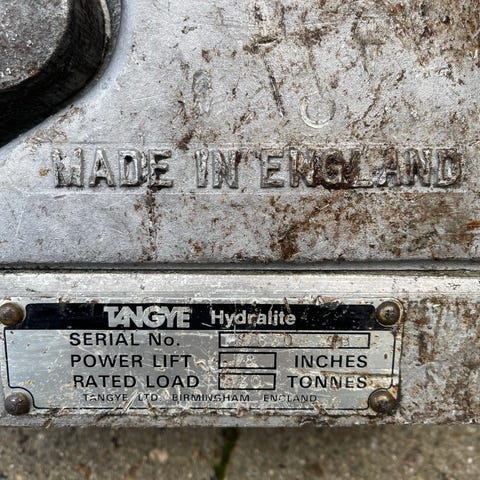 MADE IN ENGLAND
TANGYE Hydralite
SERIAL No.
POWER LIFT INCHES
RATED LOAD TONNES
TANGYE LTD BIRMINGHAM ENGLAND